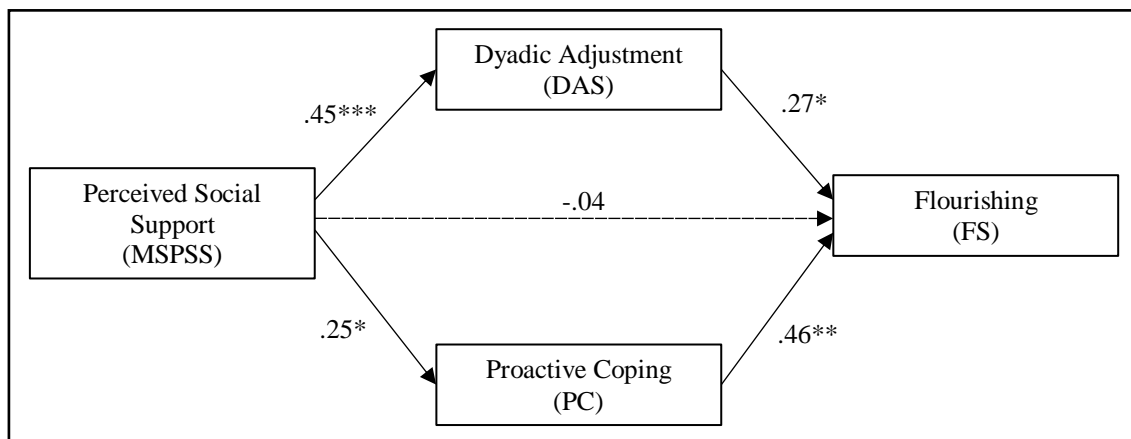 Dyadic Adjustment
(DAS)
.45***
.27*
Perceived Social
Support
(MSPSS)
-.04
Flourishing
(FS)
.25*
.46**
Proactive Coping
(PC)